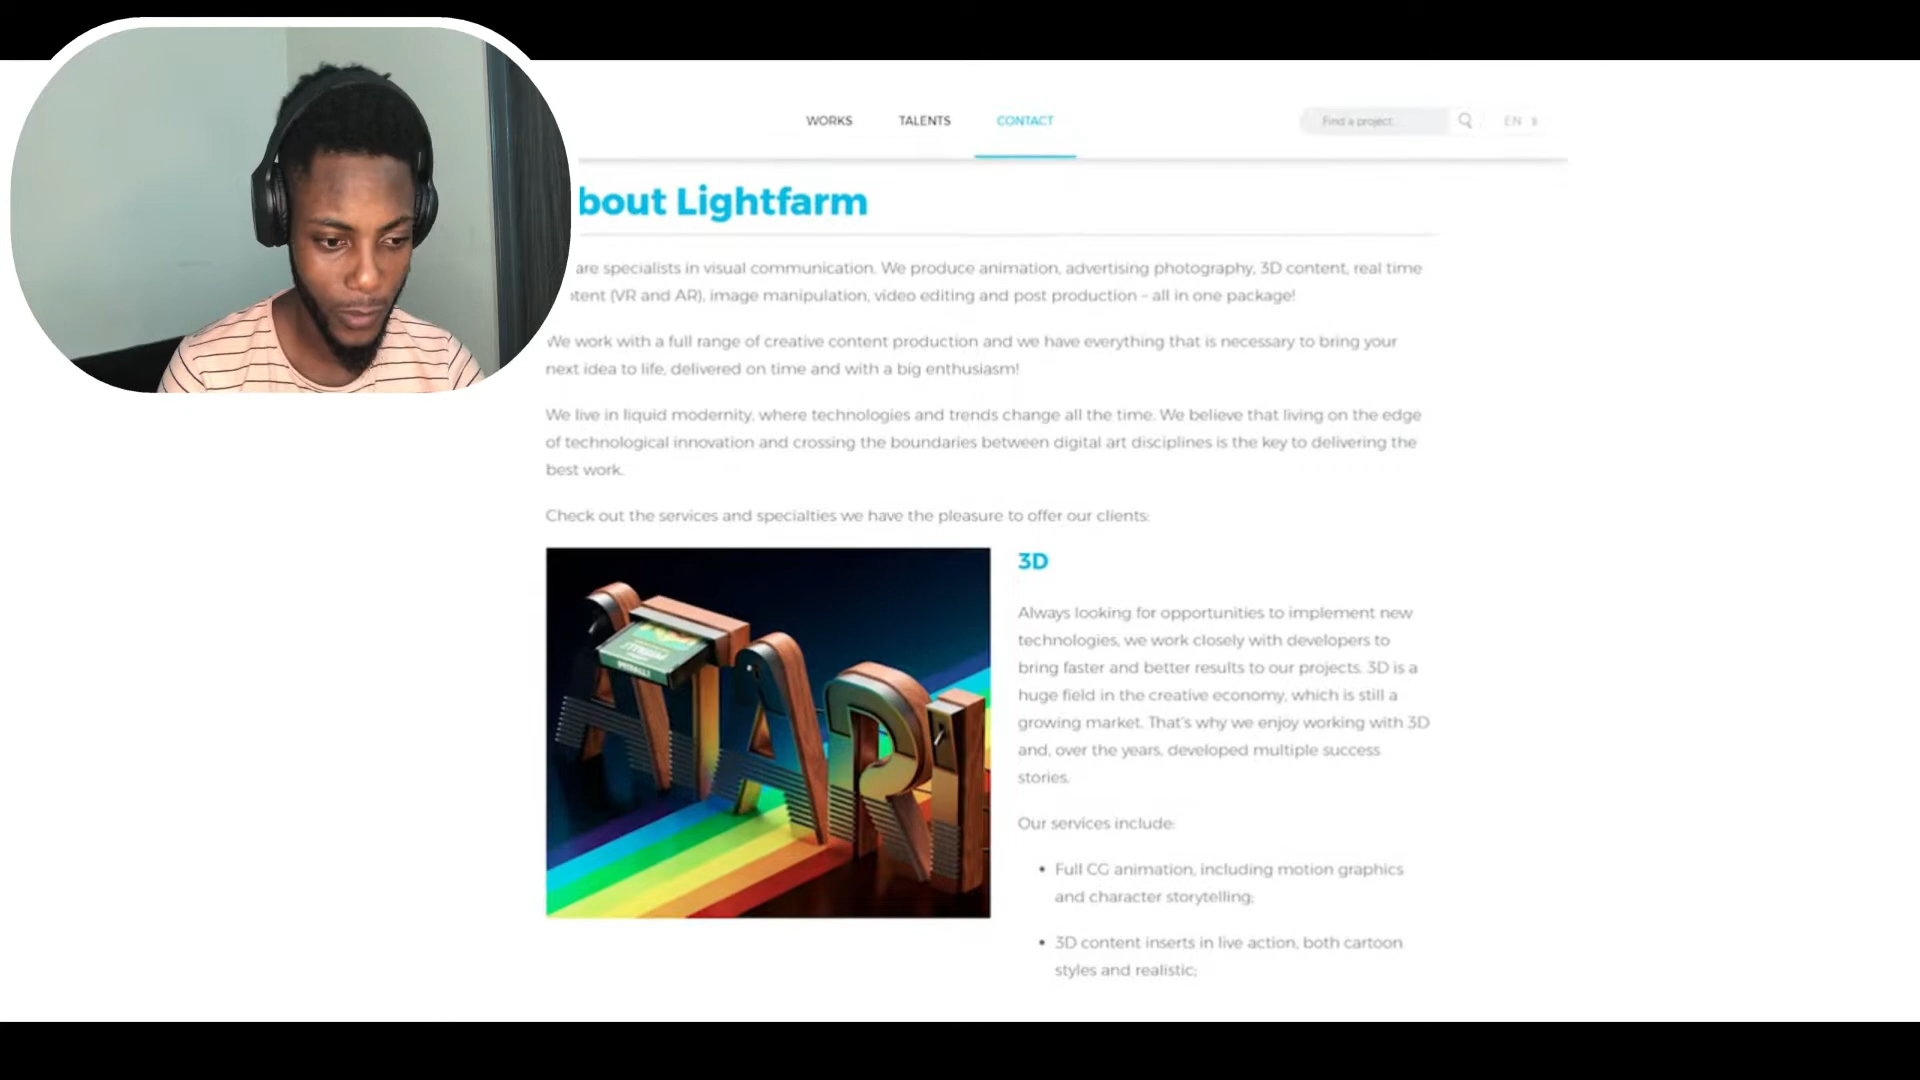 WORKS TALENTS CONTACT Find a project... EN
bout Lightfarm
are specialists in visual communication. We produce animation, advertising photography, 3D content, real time
tent (VR and AR), image manipulation, video editing and post production – all in one package!
We work with a full range of creative content production and we have everything that is necessary to bring your
next idea to life, delivered on time and with a big enthusiasm!
We live in liquid modernity, where technologies and trends change all the time. We believe that living on the edge
of technological innovation and crossing the boundaries between digital art disciplines is the key to delivering the
best work.
Check out the services and specialties we have the pleasure to offer our clients:
ATARI
3D
Always looking for opportunities to implement new
technologies, we work closely with developers to
bring faster and better results to our projects. 3D is a
huge field in the creative economy, which is still a
growing market. That's why we enjoy working with 3D
and, over the years, developed multiple success
stories.
Our services include:
• Full CG animation, including motion graphics
and character storytelling;
• 3D content inserts in live action, both cartoon
styles and realistic;